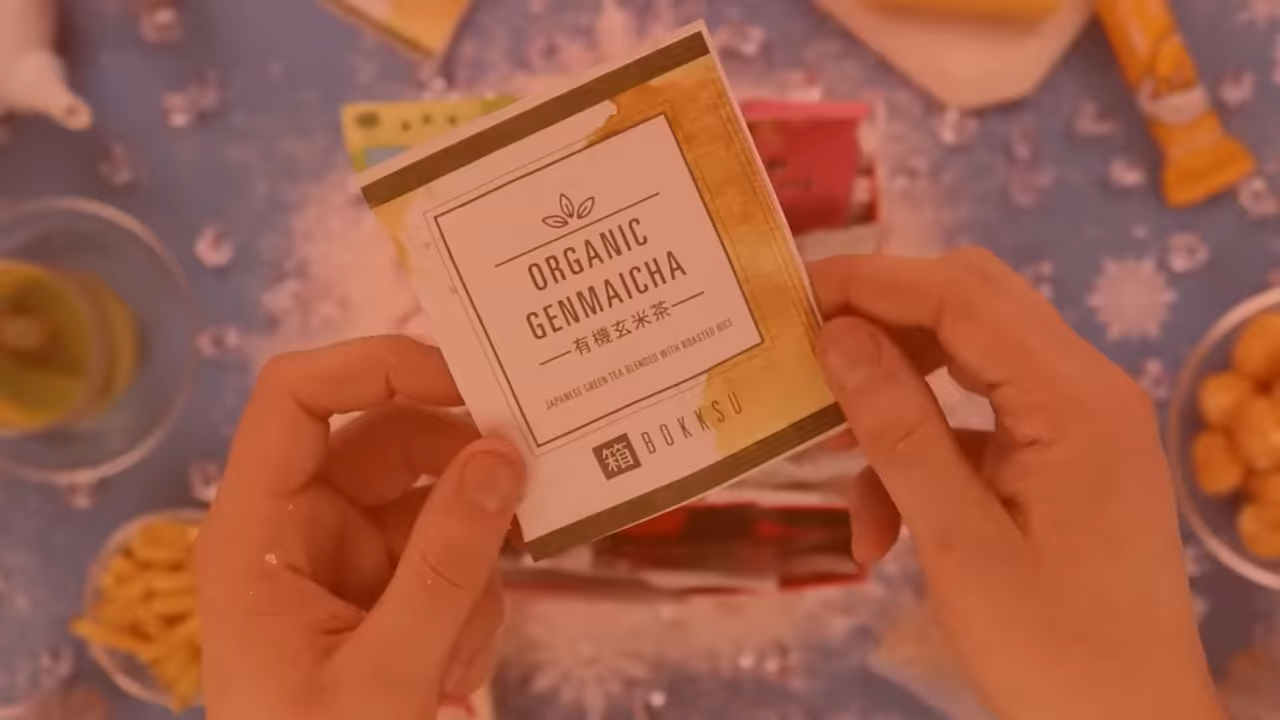 ORGANIC
GENMAICHA
有機玄米茶
JAPANESE GREEN TEA BLENDED WITH ROASTED RICE
箱 BOKKSU